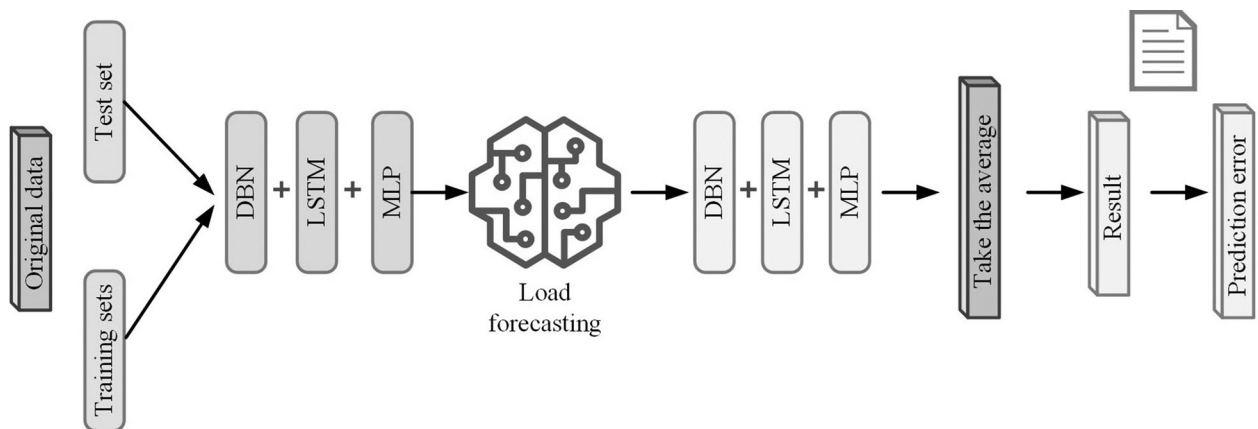 Original data
Test set
Training sets
DBN
+
LSTM
+
MLP
Load
forecasting
DBN
+
LSTM
+
MLP
Take the average
Result
Prediction error